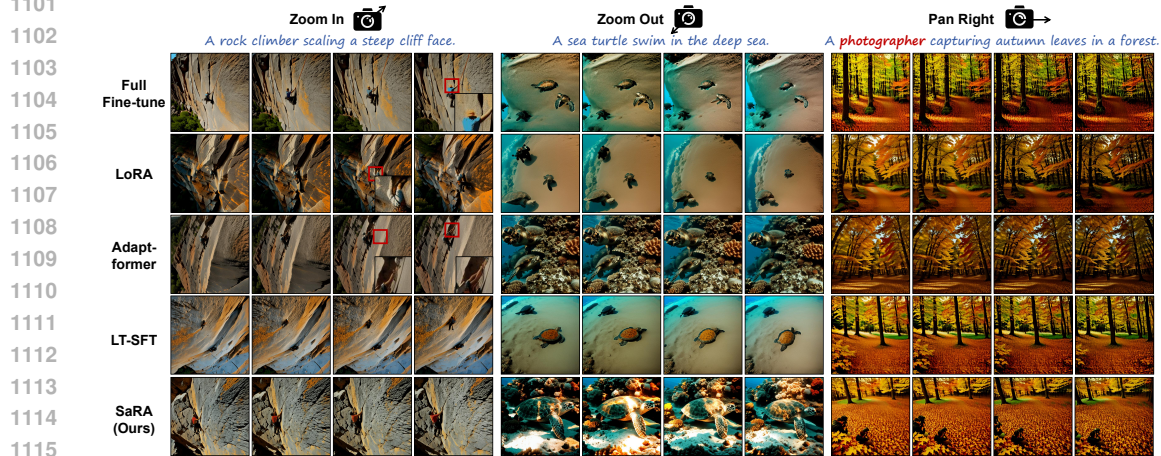 1101
Zoom In
Zoom Out
Pan Right
1102
A rock climber scaling a steep cliff face.
A sea turtle swim in the deep sea.
A photographer capturing autumn leaves in a forest.
1103
1104
1105
Full
Fine-tune
1106
1107
LoRA
1108
1109
1110
Adapt-
former
1111
1112
LT-SFT
1113
1114
1115
SaRA
(Ours)